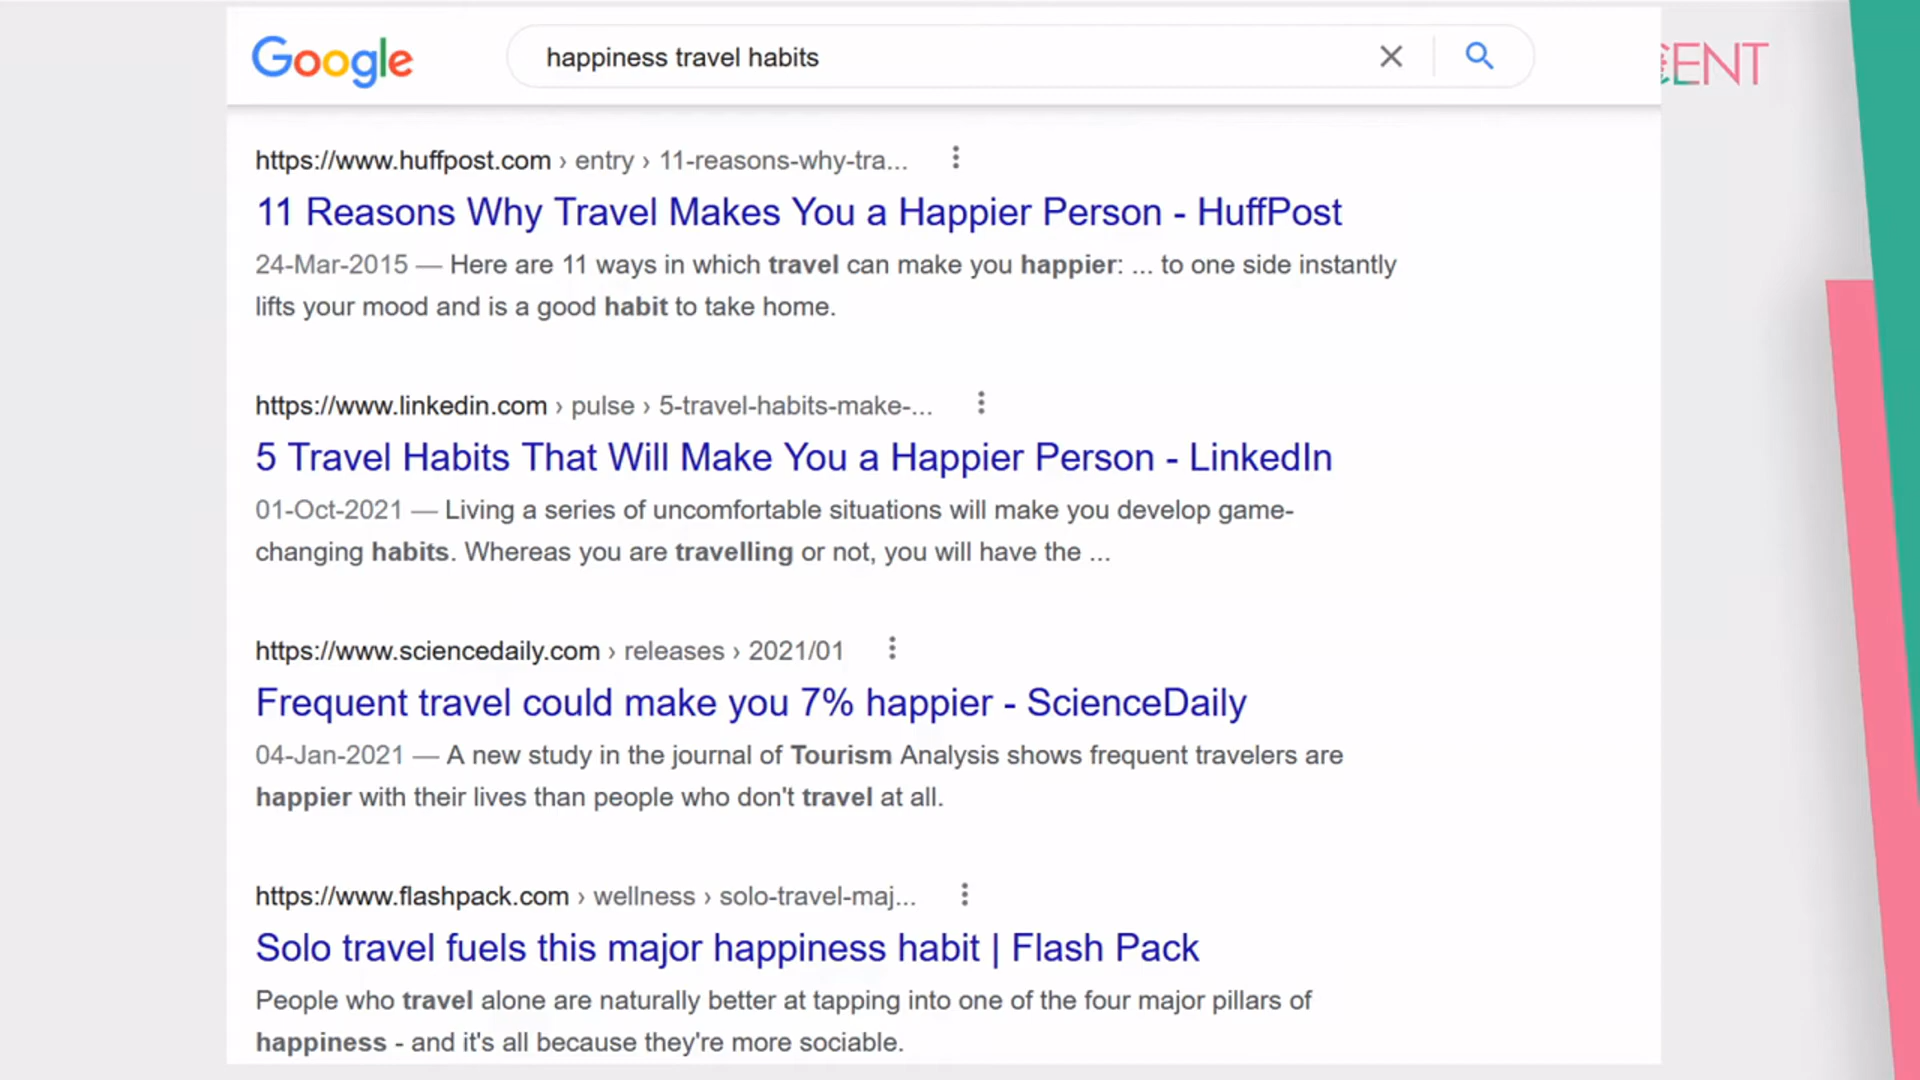 Google
happiness travel habits
ENT
https://www.huffpost.com › entry › 11-reasons-why-tra...
11 Reasons Why Travel Makes You a Happier Person - HuffPost
24-Mar-2015 — Here are 11 ways in which travel can make you happier: ... to one side instantly
lifts your mood and is a good habit to take home.
https://www.linkedin.com › pulse › 5-travel-habits-make-...
5 Travel Habits That Will Make You a Happier Person - LinkedIn
01-Oct-2021 — Living a series of uncomfortable situations will make you develop game-
changing habits. Whereas you are travelling or not, you will have the ...
https://www.sciencedaily.com › releases › 2021/01
Frequent travel could make you 7% happier - ScienceDaily
04-Jan-2021 — A new study in the journal of Tourism Analysis shows frequent travelers are
happier with their lives than people who don't travel at all.
https://www.flashpack.com › wellness › solo-travel-maj...
Solo travel fuels this major happiness habit | Flash Pack
People who travel alone are naturally better at tapping into one of the four major pillars of
happiness - and it's all because they're more sociable.